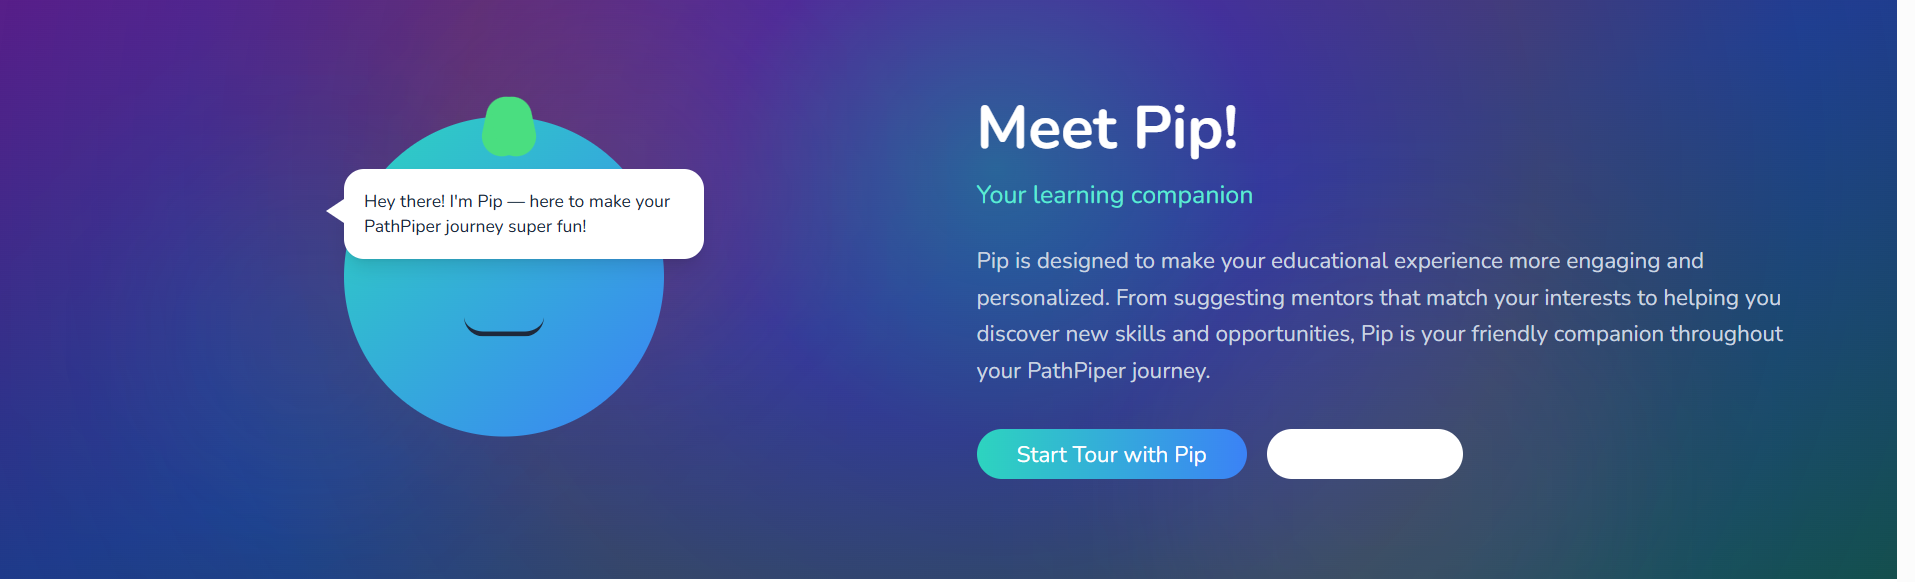 Hey there! I'm Pip — here to make your
PathPiper journey super fun!
Meet Pip!
Your learning companion
Pip is designed to make your educational experience more engaging and
personalized. From suggesting mentors that match your interests to helping you
discover new skills and opportunities, Pip is your friendly companion throughout
your PathPiper journey.
Start Tour with Pip